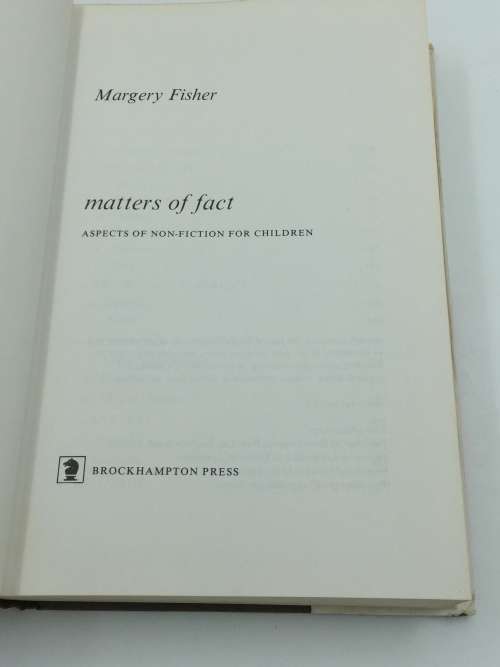 Margery Fisher
matters of fact
ASPECTS OF NON-FICTION FOR CHILDREN
BROCKHAMPTON PRESS